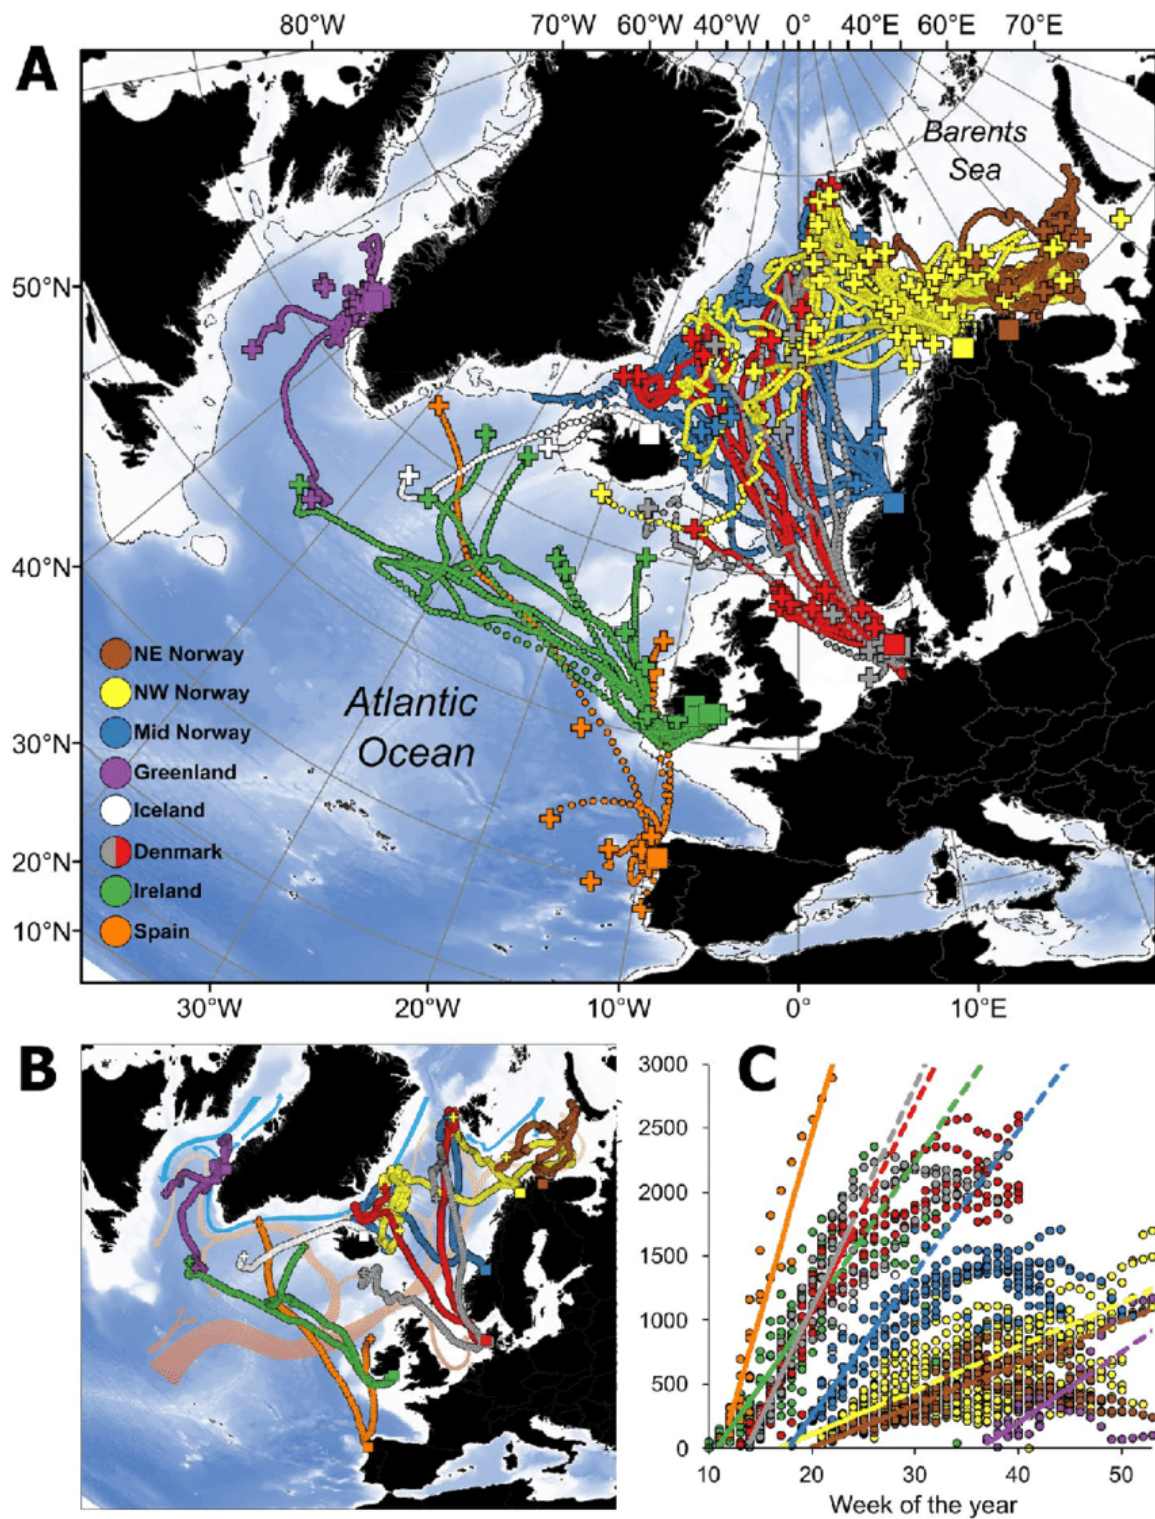 A
80°W 70°W 60°W 40°W 0° 40°E 60°E 70°E
Barents
Sea
50°N
40°N
30°N
20°N
10°N
NE Norway
NW Norway
Mid Norway
Greenland
Iceland
Denmark
Ireland
Spain
Atlantic
Ocean
30°W 20°W 10°W 0° 10°E
B
C
3000
2500
2000
1500
1000
500
0
10 20 30 40 50
Week of the year